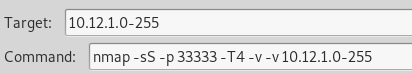 Target: 10.12.1.0-255
Command: nmap -sS -p 33333 -T4 -v -v 10.12.1.0-255